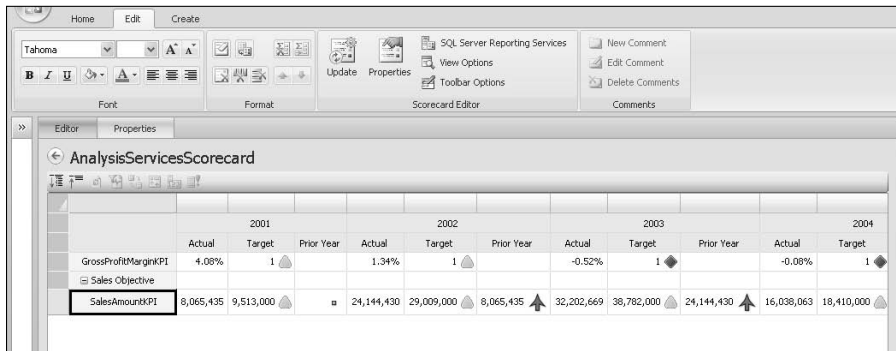 Home Edit Create
Tahoma A A SQL Server Reporting Services New Comment
View Options Edit Comment
B I U A Update Properties Toolbar Options Delete Comments
Font Format Scorecard Editor Comments
» Editor Properties
AnalysisServicesScorecard
2001 2002 2003 2004
Actual Target Prior Year Actual Target Prior Year Actual Target Prior Year Actual Target
GrossProfitMarginKPI 4.08% 1 1.34% 1 -0.52% 1 -0.08% 1
Sales Objective
SalesAmountKPI 8,065,435 9,513,000 24,144,430 29,009,000 8,065,435 32,202,669 38,782,000 24,144,430 16,038,063 18,410,000